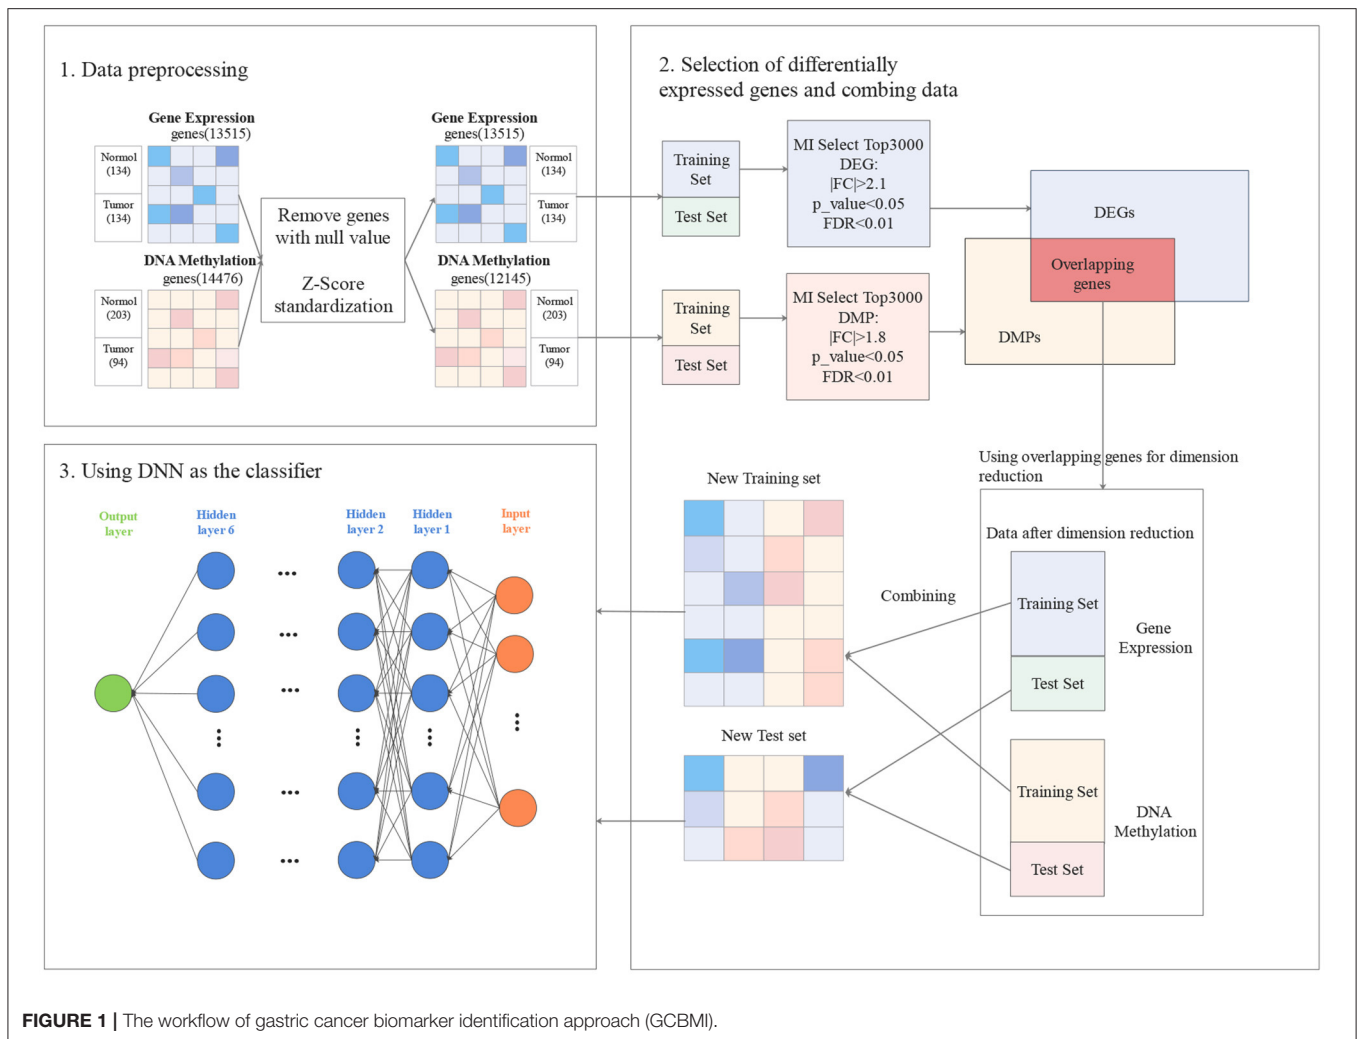 1. Data preprocessing
Gene Expression
genes(13515)
Normol
(134)
Tumor
(134)
DNA Methylation
genes(14476)
Normol
(203)
Tumor
(94)
Remove genes
with null value
Z-Score
standardization
Gene Expression
genes(13515)
Normol
(134)
Tumor
(134)
DNA Methylation
genes(12145)
Normol
(203)
Tumor
(94)
2. Selection of differentially
expressed genes and combing data
Training
Set
Test Set
MI Select Top3000
DEG:
|FC|>2.1
p_value<0.05
FDR<0.01
DEGs
Overlapping
genes
DMPs
Training
Set
Test Set
MI Select Top3000
DMP:
|FC|>1.8
p_value<0.05
FDR<0.01
Using overlapping genes for dimension
reduction
Data after dimension reduction
Training Set
Test Set
Gene
Expression
Training Set
Test Set
DNA
Methylation
Combining
New Training set
New Test set
3. Using DNN as the classifier
Output
layer
Hidden
layer 6
Hidden
layer 2
Hidden
layer 1
Input
layer
FIGURE 1 | The workflow of gastric cancer biomarker identification approach (GCBMI).